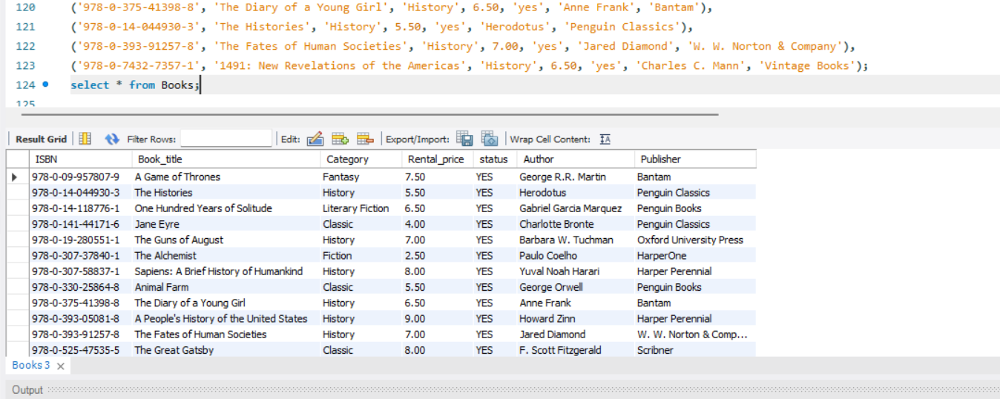 120 ('978-0-375-41398-8', 'The Diary of a Young Girl', 'History', 6.50, 'yes', 'Anne Frank', 'Bantam'),
121 ('978-0-14-044930-3', 'The Histories', 'History', 5.50, 'yes', 'Herodotus', 'Penguin Classics'),
122 ('978-0-393-91257-8', 'The Fates of Human Societies', 'History', 7.00, 'yes', 'Jared Diamond', 'W. W. Norton & Company'),
123 ('978-0-7432-7357-1', '1491: New Revelations of the Americas', 'History', 6.50, 'yes', 'Charles C. Mann', 'Vintage Books');
124 select * from Books;
125
Result Grid Filter Rows: Edit: Export/Import: Wrap Cell Content: IA
ISBN Book_title Category Rental_price status Author Publisher
978-0-09-957807-9 A Game of Thrones Fantasy 7.50 YES George R.R. Martin Bantam
978-0-14-044930-3 The Histories History 5.50 YES Herodotus Penguin Classics
978-0-14-118776-1 One Hundred Years of Solitude Literary Fiction 6.50 YES Gabriel Garcia Marquez Penguin Books
978-0-141-44171-6 Jane Eyre Classic 4.00 YES Charlotte Bronte Penguin Classics
978-0-19-280551-1 The Guns of August History 7.00 YES Barbara W. Tuchman Oxford University Press
978-0-307-37840-1 The Alchemist Fiction 2.50 YES Paulo Coelho HarperOne
978-0-307-58837-1 Sapiens: A Brief History of Humankind History 8.00 YES Yuval Noah Harari Harper Perennial
978-0-330-25864-8 Animal Farm Classic 5.50 YES George Orwell Penguin Books
978-0-375-41398-8 The Diary of a Young Girl History 6.50 YES Anne Frank Bantam
978-0-393-05081-8 A People's History of the United States History 9.00 YES Howard Zinn Harper Perennial
978-0-393-91257-8 The Fates of Human Societies History 7.00 YES Jared Diamond W. W. Norton & Comp...
978-0-525-47535-5 The Great Gatsby Classic 8.00 YES F. Scott Fitzgerald Scribner
Books 3
Output